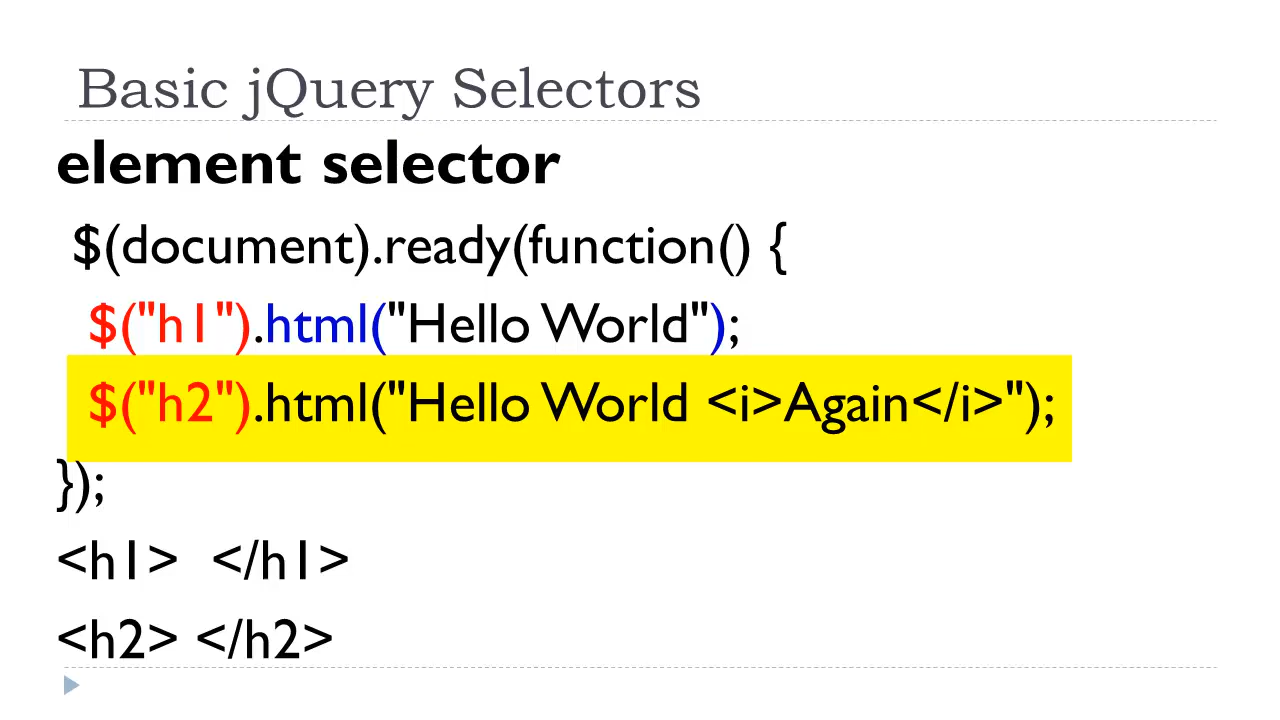 Basic jQuery Selectors
element selector
$(document).ready(function() {
$("h1").html("Hello World");
$("h2").html("Hello World <i>Again</i>");
});
<h1>  </h1>
<h2> </h2>